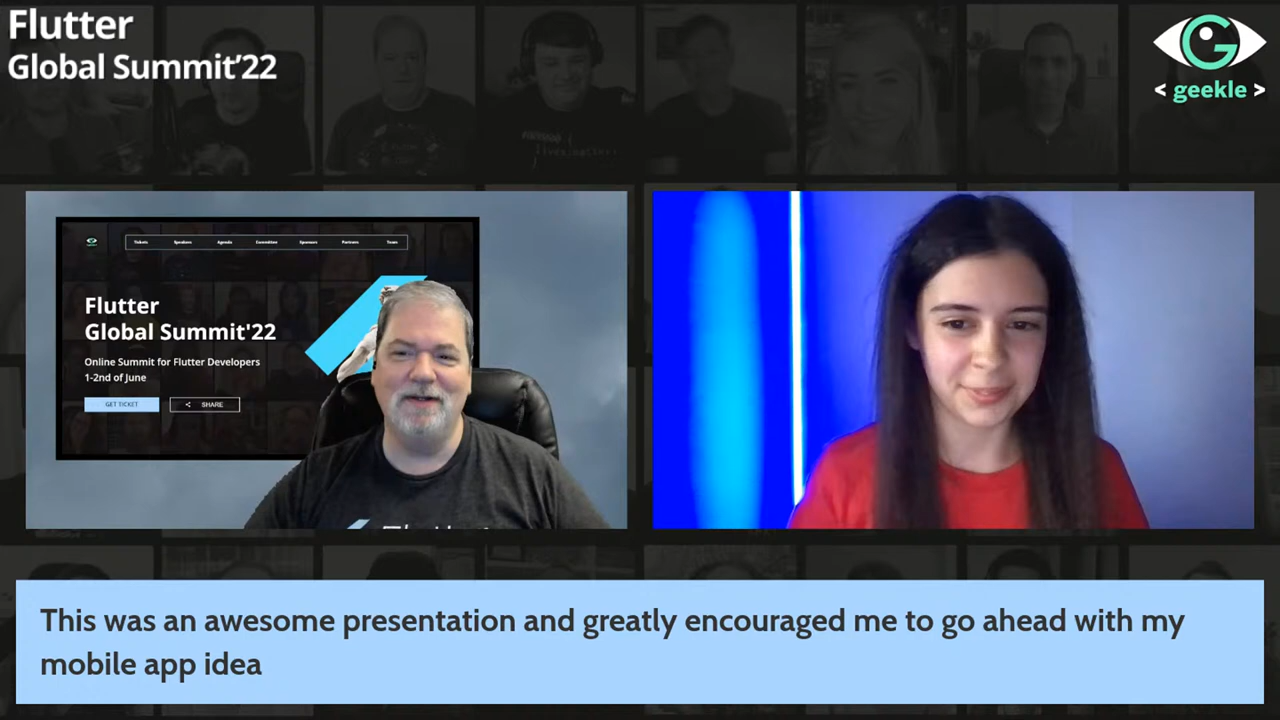 Flutter
Global Summit'22
< geekle >
Tickets Speakers Agenda Committee Sponsors Partners Team
Flutter
Global Summit'22
Online Summit for Flutter Developers
1-2nd of June
GET TICKET SHARE
This was an awesome presentation and greatly encouraged me to go ahead with my
mobile app idea